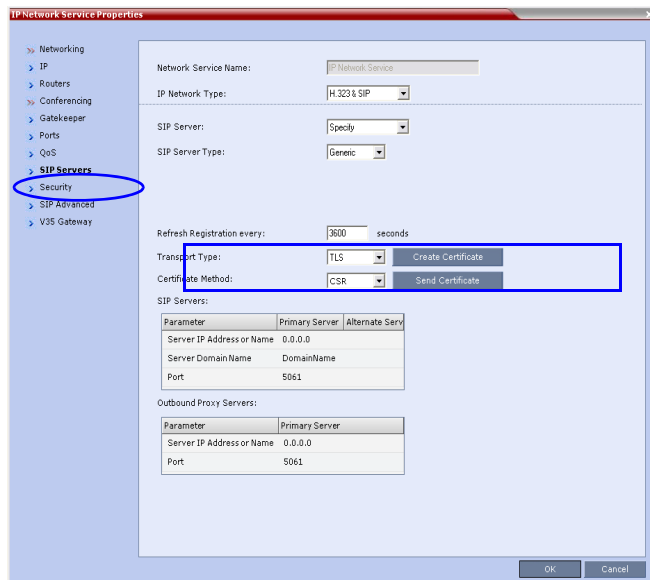 IP Network Service Properties
Networking
IP
Routers
Conferencing
Gatekeeper
Ports
QoS
SIP Servers
Security
SIP Advanced
V35 Gateway
Network Service Name: IP Network Service
IP Network Type: H.323 & SIP
SIP Server: Specify
SIP Server Type: Generic
Refresh Registration every: 3600 seconds
Transport Type: TLS Create Certificate
Certificate Method: CSR Send Certificate
SIP Servers:
Parameter Primary Server Alternate Serv
Server IP Address or Name 0.0.0.0
Server Domain Name DomainName
Port 5061
Outbound Proxy Servers:
Parameter Primary Server
Server IP Address or Name 0.0.0.0
Port 5061
OK Cancel